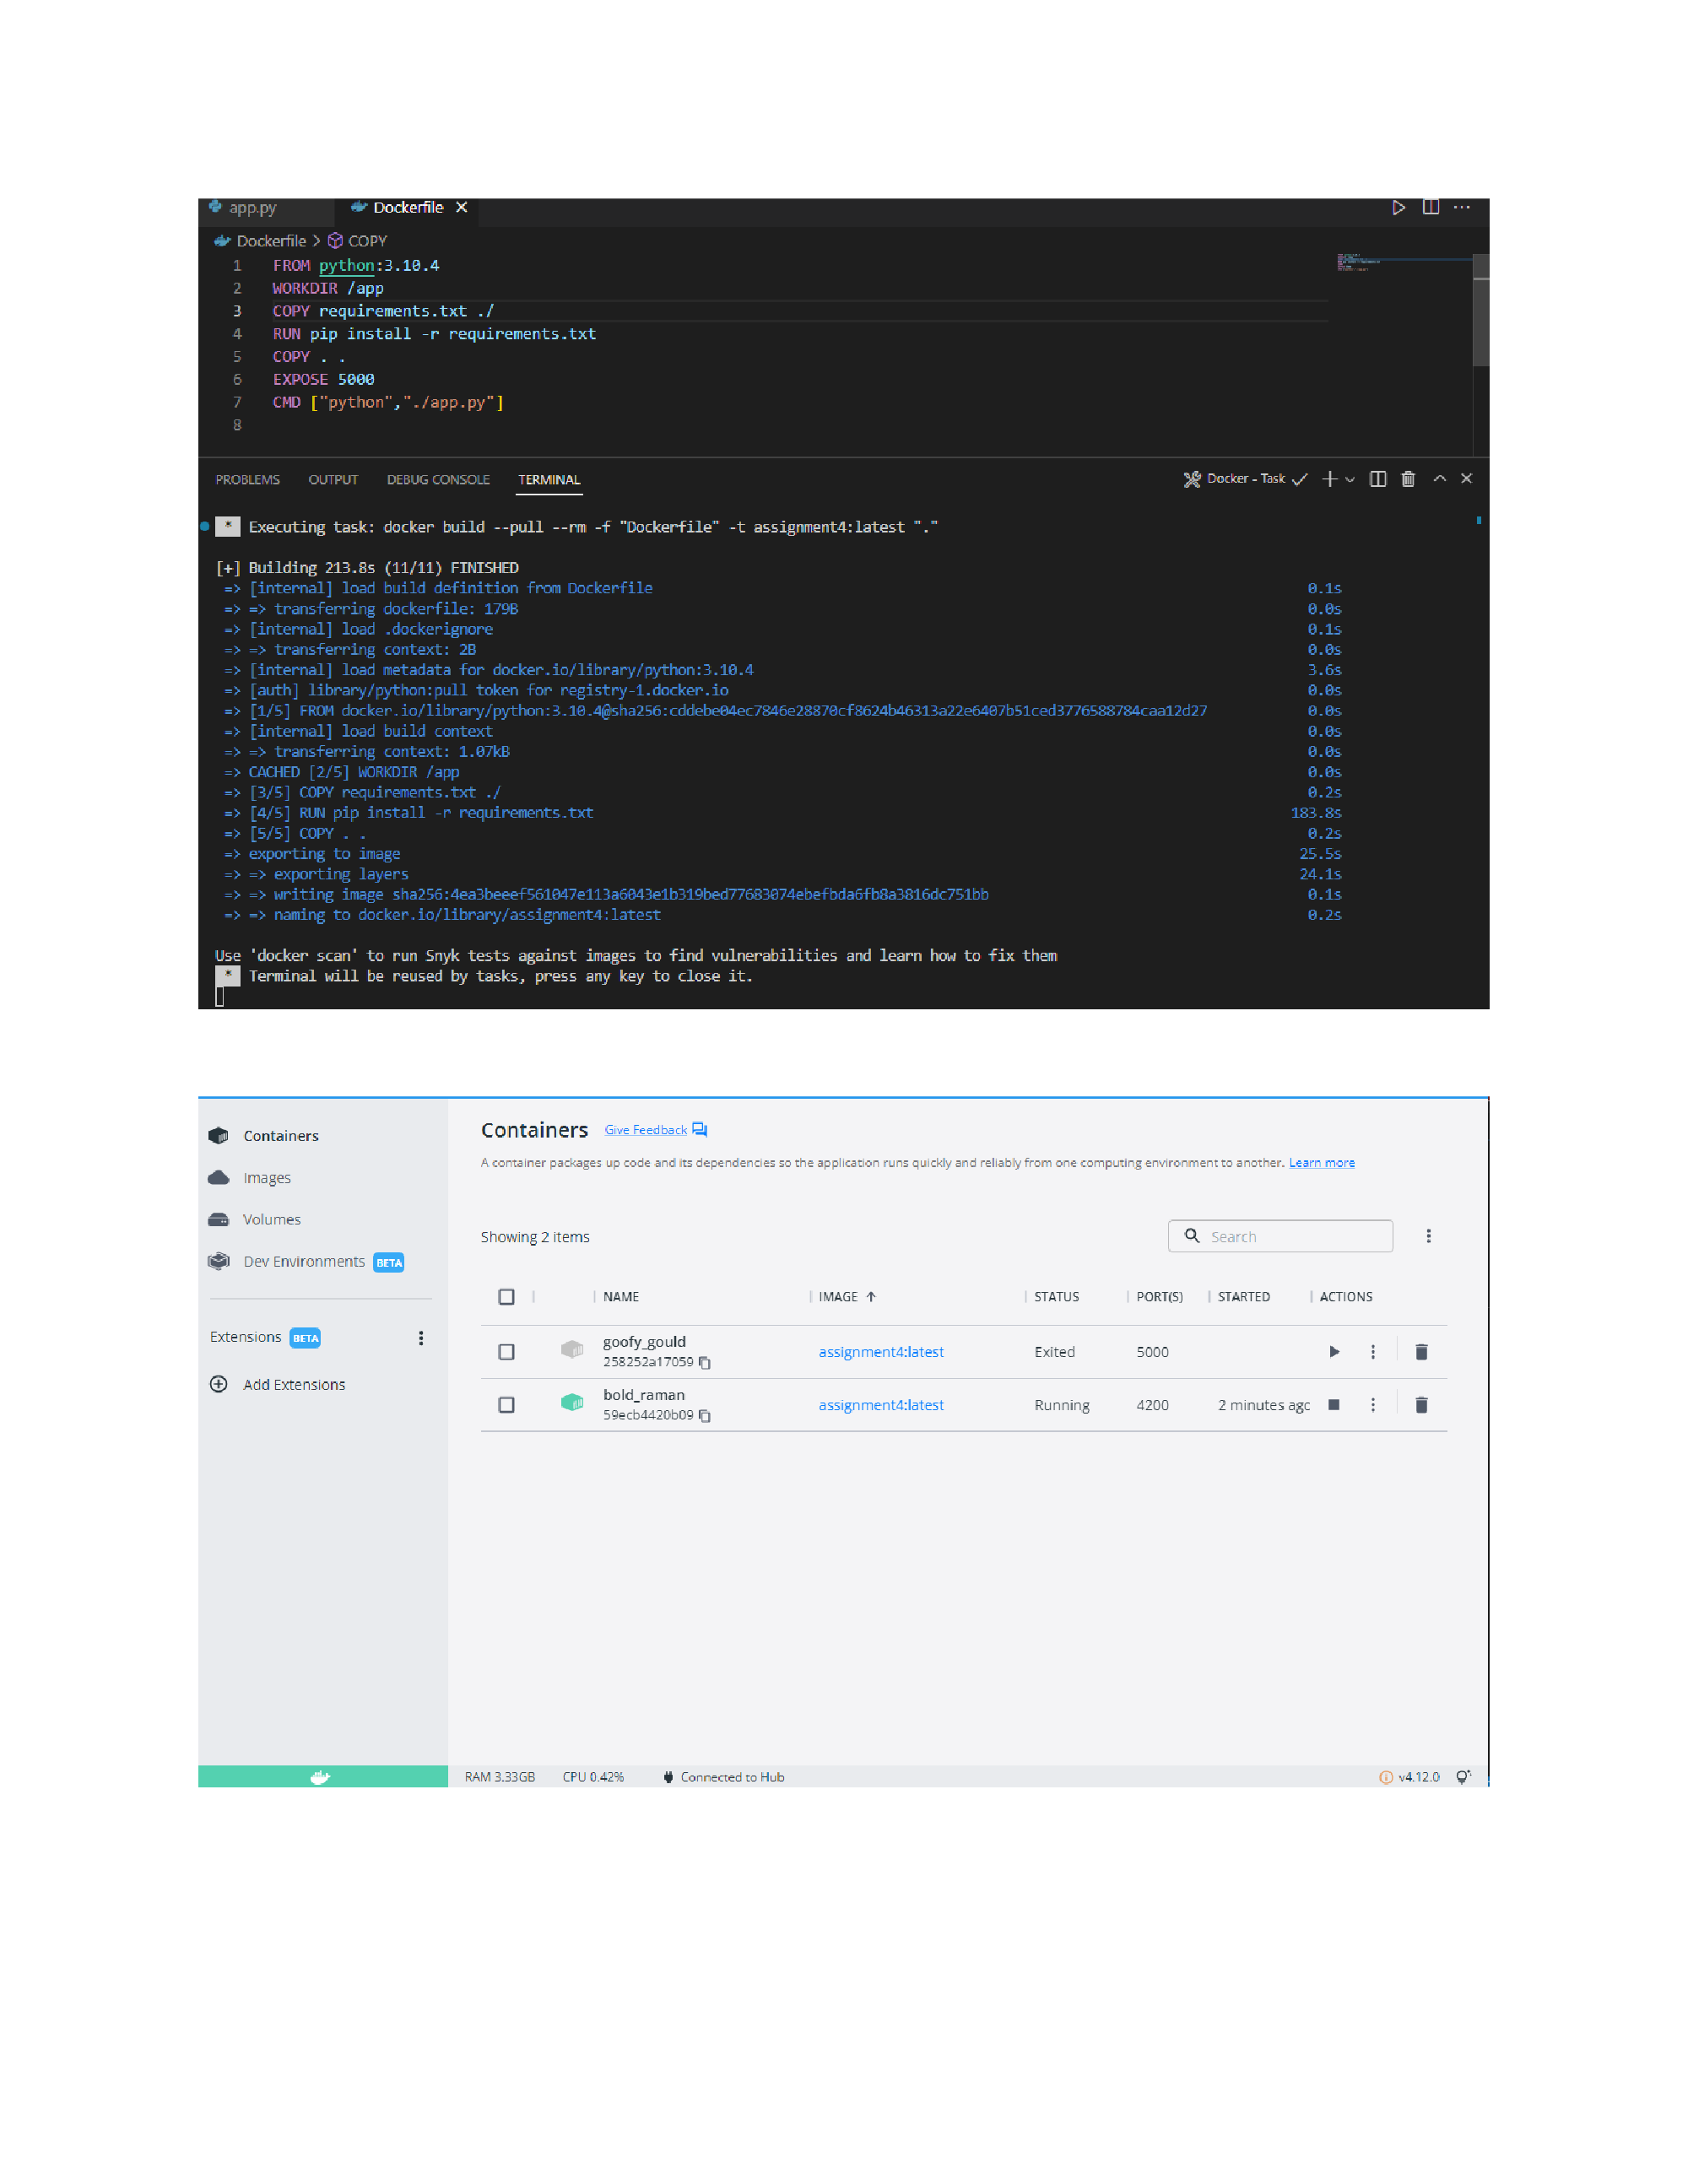 app.py Dockerfile
Dockerfile > COPY
1 FROM python:3.10.4
2 WORKDIR /app
3 COPY requirements.txt ./
4 RUN pip install -r requirements.txt
5 COPY . .
6 EXPOSE 5000
7 CMD ["python","./app.py"]
8
PROBLEMS OUTPUT DEBUG CONSOLE TERMINAL Docker - Task
* Executing task: docker build --pull --rm -f "Dockerfile" -t assignment4:latest "."
[+] Building 213.8s (11/11) FINISHED
=> [internal] load build definition from Dockerfile 0.1s
=> => transferring dockerfile: 179B 0.0s
=> [internal] load .dockerignore 0.1s
=> => transferring context: 2B 0.0s
=> [internal] load metadata for docker.io/library/python:3.10.4 3.6s
=> [auth] library/python:pull token for registry-1.docker.io 0.0s
=> [1/5] FROM docker.io/library/python:3.10.4@sha256:cddebe04ec7846e28870cf8624b46313a22e6407b51ced3776588784caa12d27 0.0s
=> [internal] load build context 0.0s
=> => transferring context: 1.07kB 0.0s
=> CACHED [2/5] WORKDIR /app 0.0s
=> [3/5] COPY requirements.txt ./ 0.2s
=> [4/5] RUN pip install -r requirements.txt 183.8s
=> [5/5] COPY . . 0.2s
=> exporting to image 25.5s
=> => exporting layers 24.1s
=> => writing image sha256:4ea3beeef561047e113a6043e1b319bed77683074ebefbda6fb8a3816dc751bb 0.1s
=> => naming to docker.io/library/assignment4:latest 0.2s
Use 'docker scan' to run Snyk tests against images to find vulnerabilities and learn how to fix them
* Terminal will be reused by tasks, press any key to close it.
Containers
Images
Volumes
Dev Environments BETA
Extensions BETA
Add Extensions
Containers Give Feedback
A container packages up code and its dependencies so the application runs quickly and reliably from one computing environment to another. Learn more
Showing 2 items Search
NAME IMAGE ↑ STATUS PORT(S) STARTED ACTIONS
goofy_gould
258252a17059 assignment4:latest Exited 5000
bold_raman
59ecb4420b09 assignment4:latest Running 4200 2 minutes agc
RAM 3.33GB CPU 0.42% Connected to Hub v4.12.0